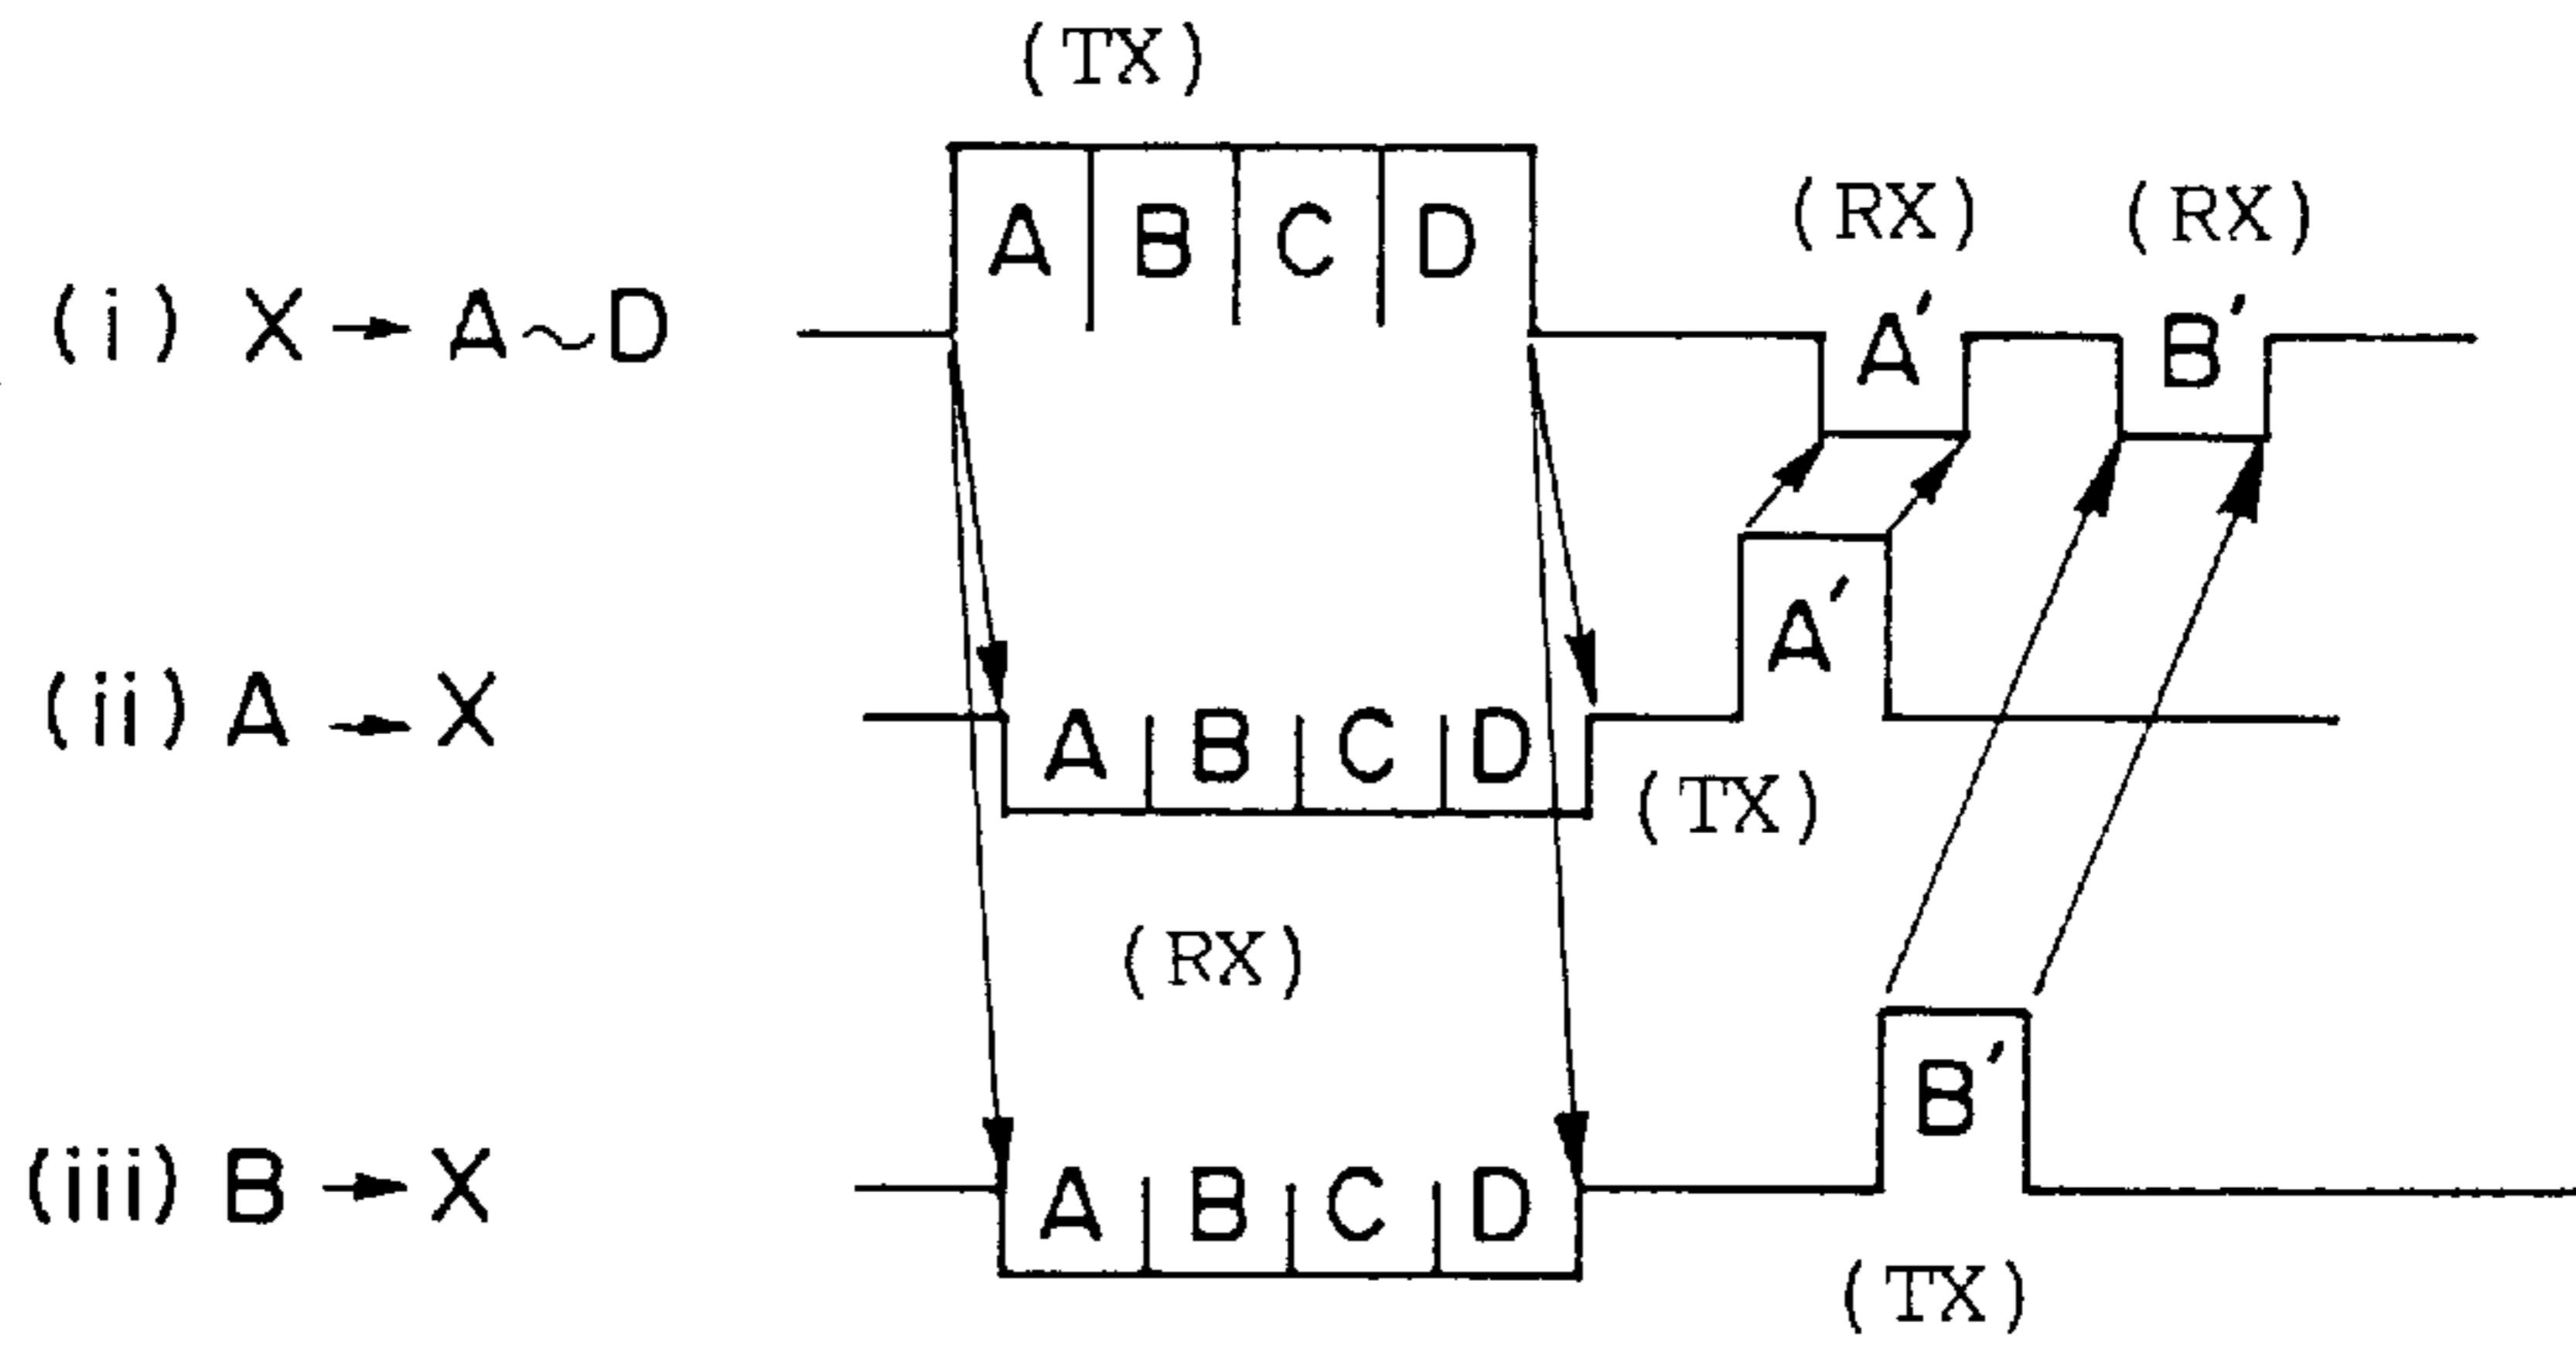 (TX)
A B C D
(RX) (RX)
(i) X → A~D
A' B'
A'
(ii) A → X
A B C D
(TX)
(RX)
B'
(iii) B → X
A B C D
(TX)